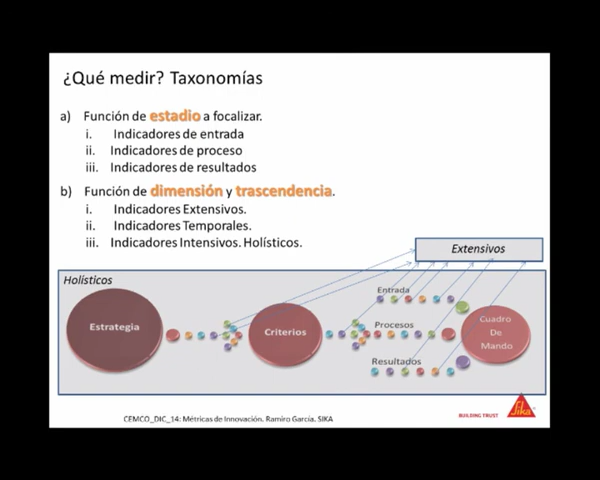 ¿Qué medir? Taxonomías
a) Función de estadio a focalizar.
i. Indicadores de entrada
ii. Indicadores de proceso
iii. Indicadores de resultados
b) Función de dimensión y trascendencia.
i. Indicadores Extensivos.
ii. Indicadores Temporales.
iii. Indicadores Intensivos. Holísticos.
Extensivos
Holísticos
Estrategia
Criterios
Entrada
Procesos
Resultados
Cuadro
De
Mando
CEMCO_DIC_14: Métricas de Innovación. Ramiro García. SIKA
BUILDING TRUST
Sika